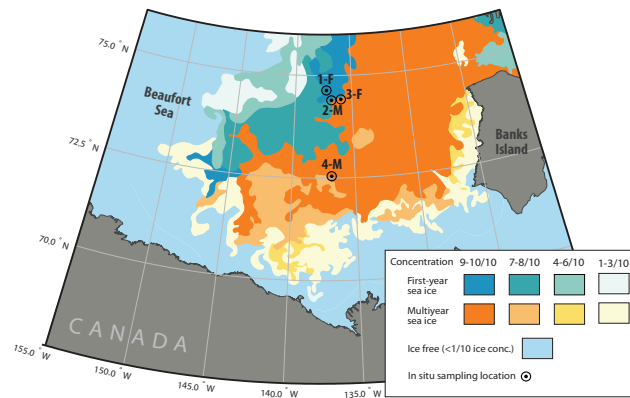 75.0 ° N
Beaufort
Sea
1-F
3-F
2-M
72.5 ° N
Banks
Island
4-M
70.0 ° N
CANADA
155.0 ° W
150.0 ° W
145.0 ° W
140.0 ° W
135.0 ° W
Concentration 9-10/10 7-8/10 4-6/10 1-3/10
First-year
sea ice
Multiyear
sea ice
Ice free (<1/10 ice conc.)
In situ sampling location